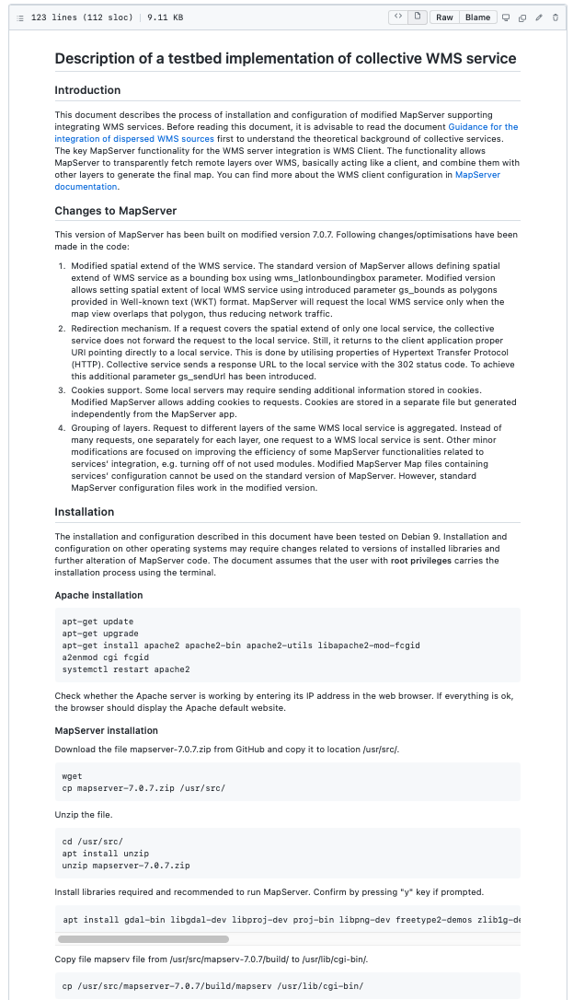 123 lines (112 sloc) 9.11 KB
Raw Blame
Description of a testbed implementation of collective WMS service
Introduction
This document describes the process of installation and configuration of modified MapServer supporting
integrating WMS services. Before reading this document, it is advisable to read the document Guidance for the
integration of dispersed WMS sources first to understand the theoretical background of collective services.
The key MapServer functionality for the WMS server integration is WMS Client. The functionality allows
MapServer to transparently fetch remote layers over WMS, basically acting like a client, and combine them with
other layers to generate the final map. You can find more about the WMS client configuration in MapServer
documentation.
Changes to MapServer
This version of MapServer has been built on modified version 7.0.7. Following changes/optimisations have been
made in the code:
1. Modified spatial extend of the WMS service. The standard version of MapServer allows defining spatial
extend of WMS service as a bounding box using wms_latlonboundingbox parameter. Modified version
allows setting spatial extent of local WMS service using introduced parameter gs_bounds as polygons
provided in Well-known text (WKT) format. MapServer will request the local WMS service only when the
map view overlaps that polygon, thus reducing network traffic.
2. Redirection mechanism. If a request covers the spatial extend of only one local service, the collective
service does not forward the request to the local service. Still, it returns to the client application proper
URI pointing directly to a local service. This is done by utilising properties of Hypertext Transfer Protocol
(HTTP). Collective service sends a response URL to the local service with the 302 status code. To achieve
this additional parameter gs_sendUrl has been introduced.
3. Cookies support. Some local servers may require sending additional information stored in cookies.
Modified MapServer allows adding cookies to requests. Cookies are stored in a separate file but generated
independently from the MapServer app.
4. Grouping of layers. Request to different layers of the same WMS local service is aggregated. Instead of
many requests, one separately for each layer, one request to a WMS local service is sent. Other minor
modifications are focused on improving the efficiency of some MapServer functionalities related to
services' integration, e.g. turning off of not used modules. Modified MapServer Map files containing
services' configuration cannot be used on the standard version of MapServer. However, standard
MapServer configuration files work in the modified version.
Installation
The installation and configuration described in this document have been tested on Debian 9. Installation and
configuration on other operating systems may require changes related to versions of installed libraries and
further alteration of MapServer code. The document assumes that the user with root privileges carries the
installation process using the terminal.
Apache installation
apt-get update
apt-get upgrade
apt-get install apache2 apache2-bin apache2-utils libapache2-mod-fcgid
a2enmod cgi fcgid
systemctl restart apache2
Check whether the Apache server is working by entering its IP address in the web browser. If everything is ok,
the browser should display the Apache default website.
MapServer installation
Download the file mapserver-7.0.7.zip from GitHub and copy it to location /usr/src/.
wget
cp mapserver-7.0.7.zip /usr/src/
Unzip the file.
cd /usr/src/
apt install unzip
unzip mapserver-7.0.7.zip
Install libraries required and recommended to run MapServer. Confirm by pressing "y" key if prompted.
apt install gdal-bin libgdal-dev libproj-dev proj-bin libpng-dev freetype2-demos zlib1g-de
Copy file mapserv file from /usr/src/mapserv-7.0.7/build/ to /usr/lib/cgi-bin/.
cp /usr/src/mapserver-7.0.7/build/mapserv /usr/lib/cgi-bin/